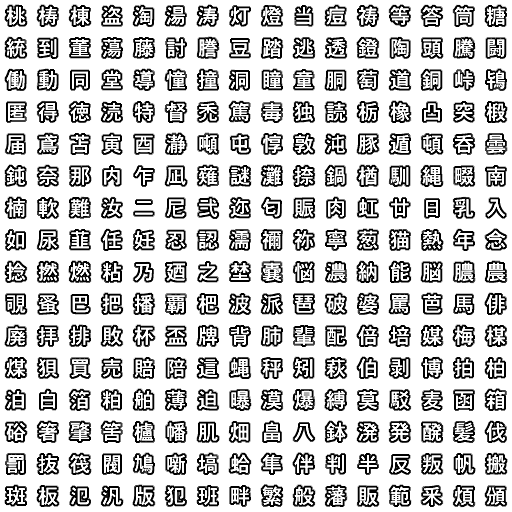 桃梼棟盗淘湯涛灯燈当痘祷等答筒糖
統到董蕩藤討謄豆踏逃透鐙陶頭騰闘
働動同堂導憧撞洞瞳童胴萄道銅峠鴇
匿得徳涜特督禿篤毒独読栃橡凸突椴
届鳶苫寅酉瀞噸屯惇敦沌豚遁頓呑曇
鈍奈那内乍凪薙謎灘捺鍋楢馴縄畷南
楠軟難汝二尼弐迩匂賑肉虹廿日乳入
如尿韮任妊忍認濡禰祢寧葱猫熱年念
捻撚燃粘乃廼之埜嚢悩濃納能脳膿農
覗蚤巴把播覇杷波派琶破婆罵芭馬俳
廃拝排敗杯盃牌背肺輩配倍培媒梅楳
煤狽買売賠陪這蝿秤矧萩伯剥博拍柏
泊白箔粕舶薄迫曝漠爆縛莫駁麦函箱
硲箸肇筈櫨幡肌畑畠八鉢溌発醗髪伐
罰抜筏閥鳩噺塙蛤隼伴判半反叛帆搬
斑板氾汎版犯班畔繁般藩販範釆煩頒